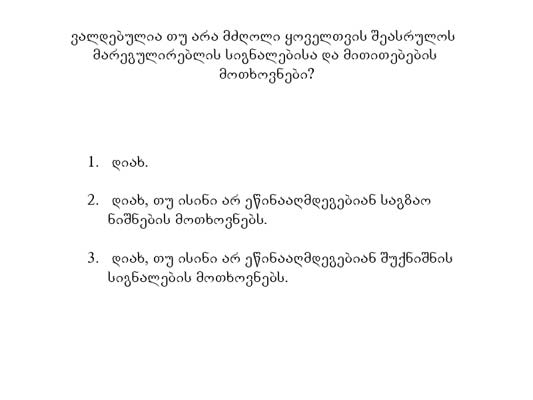 ვალდებულია თუ არა მძღოლი ყოველთვის შეასრულოს
მარეგულირებლის სიგნალებისა და მითითებების
მოთხოვნები?
1. დიახ.
2. დიახ, თუ ისინი არ ეწინააღმდეგებიან საგზაო
ნიშნების მოთხოვნებს.
3. დიახ, თუ ისინი არ ეწინააღმდეგებიან შუქნიშნის
სიგნალების მოთხოვნებს.